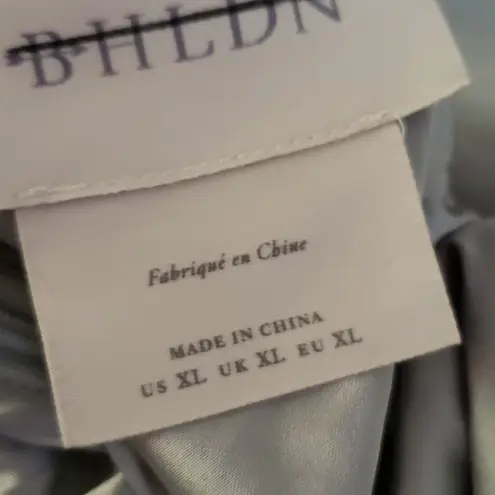 BHLDN
Fabriqué en Chine
MADE IN CHINA
US XL UK XL EU XL